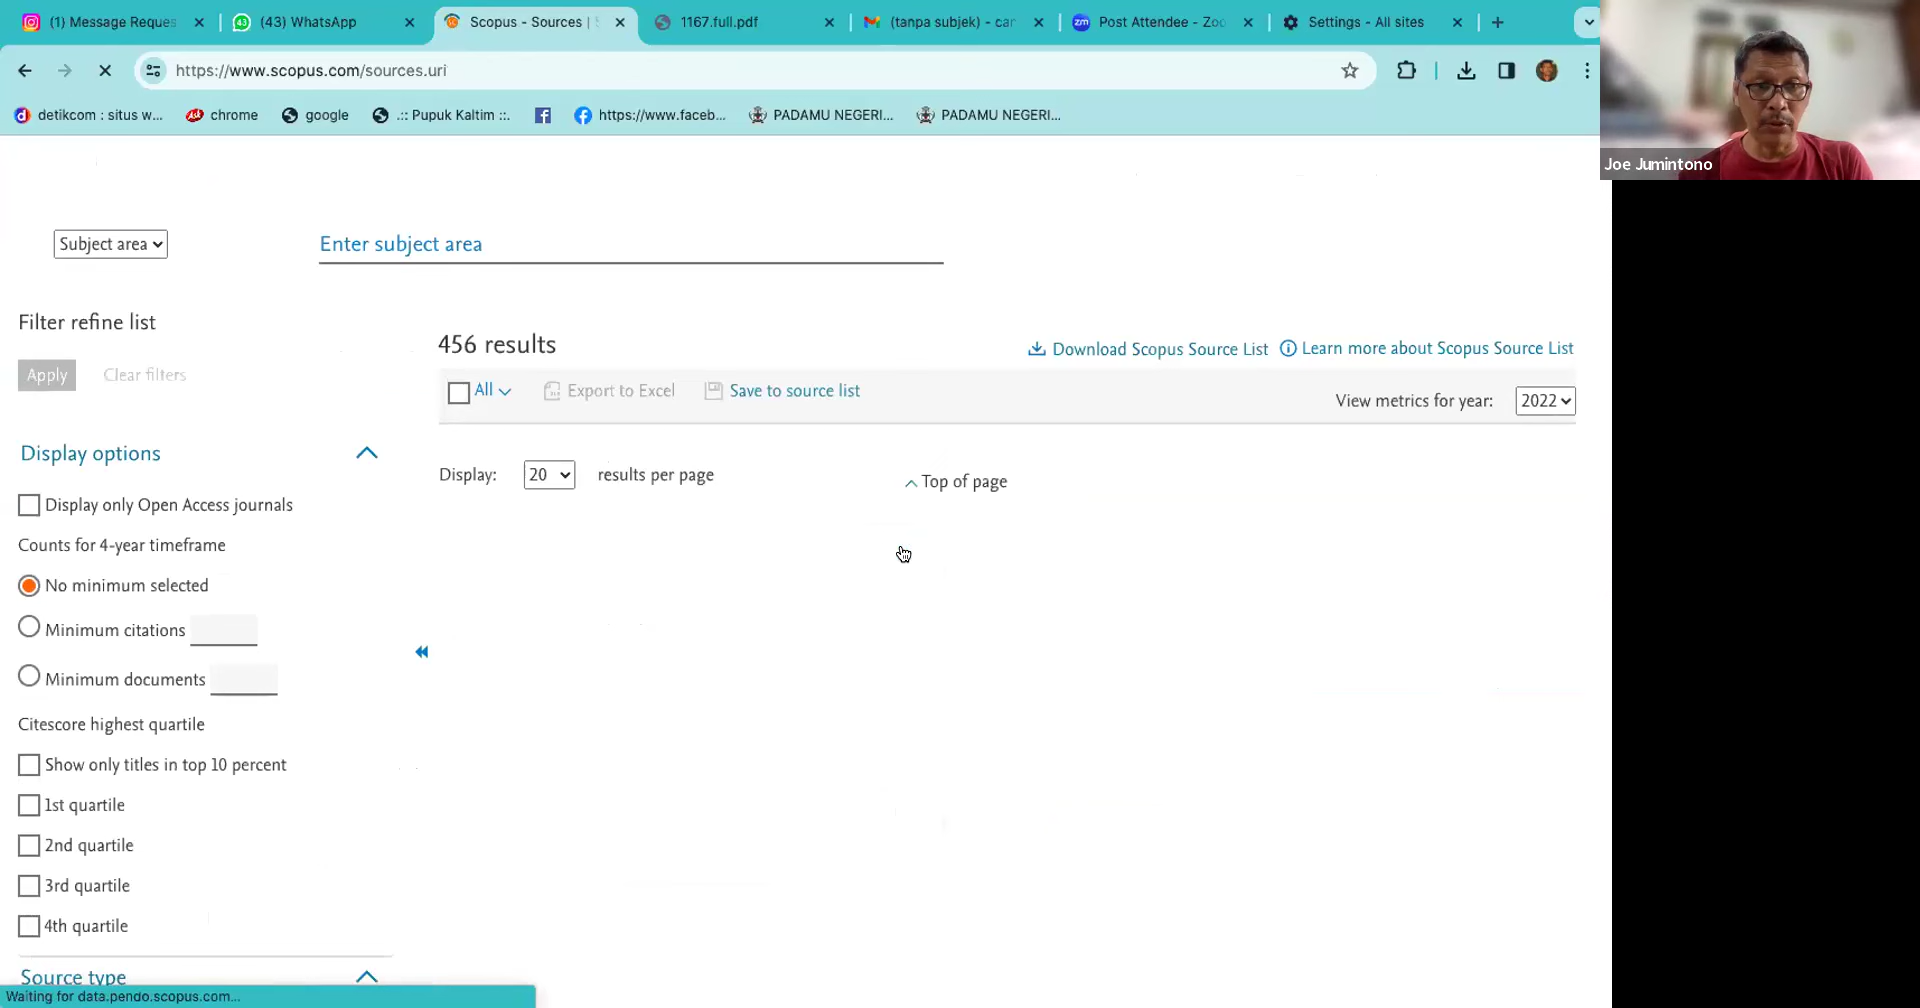 (1) Message Reques
(43) WhatsApp
Scopus - Sources |
1167.full.pdf
(tanpa subjek) - can
Post Attendee - Zoo
Settings - All sites
https://www.scopus.com/sources.uri
detikcom : situs w...
chrome
google
.:: Pupuk Kaltim ::.
https://www.faceb...
PADAMU NEGERI...
PADAMU NEGERI...
Joe Jumintono
Subject area
Enter subject area
Filter refine list
Apply
Clear filters
456 results
Download Scopus Source List
Learn more about Scopus Source List
All
Export to Excel
Save to source list
View metrics for year:
2022
Display options
Display:
20
results per page
Top of page
Display only Open Access journals
Counts for 4-year timeframe
No minimum selected
Minimum citations
Minimum documents
Citescore highest quartile
Show only titles in top 10 percent
1st quartile
2nd quartile
3rd quartile
4th quartile
Source type
Waiting for data.pendo.scopus.com...